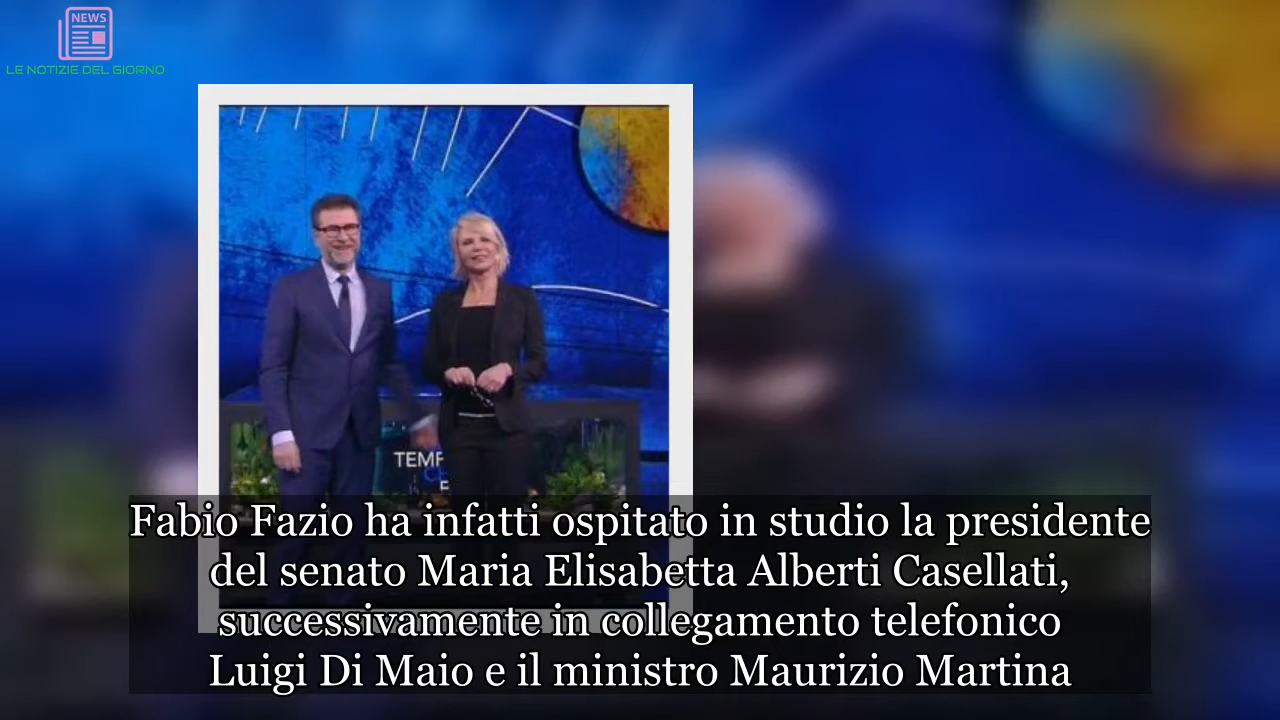 NEWS
LE NOTIZIE DEL GIORNO
TEMP
CH
Fabio Fazio ha infatti ospitato in studio la presidente
del senato Maria Elisabetta Alberti Casellati,
successivamente in collegamento telefonico
Luigi Di Maio e il ministro Maurizio Martina